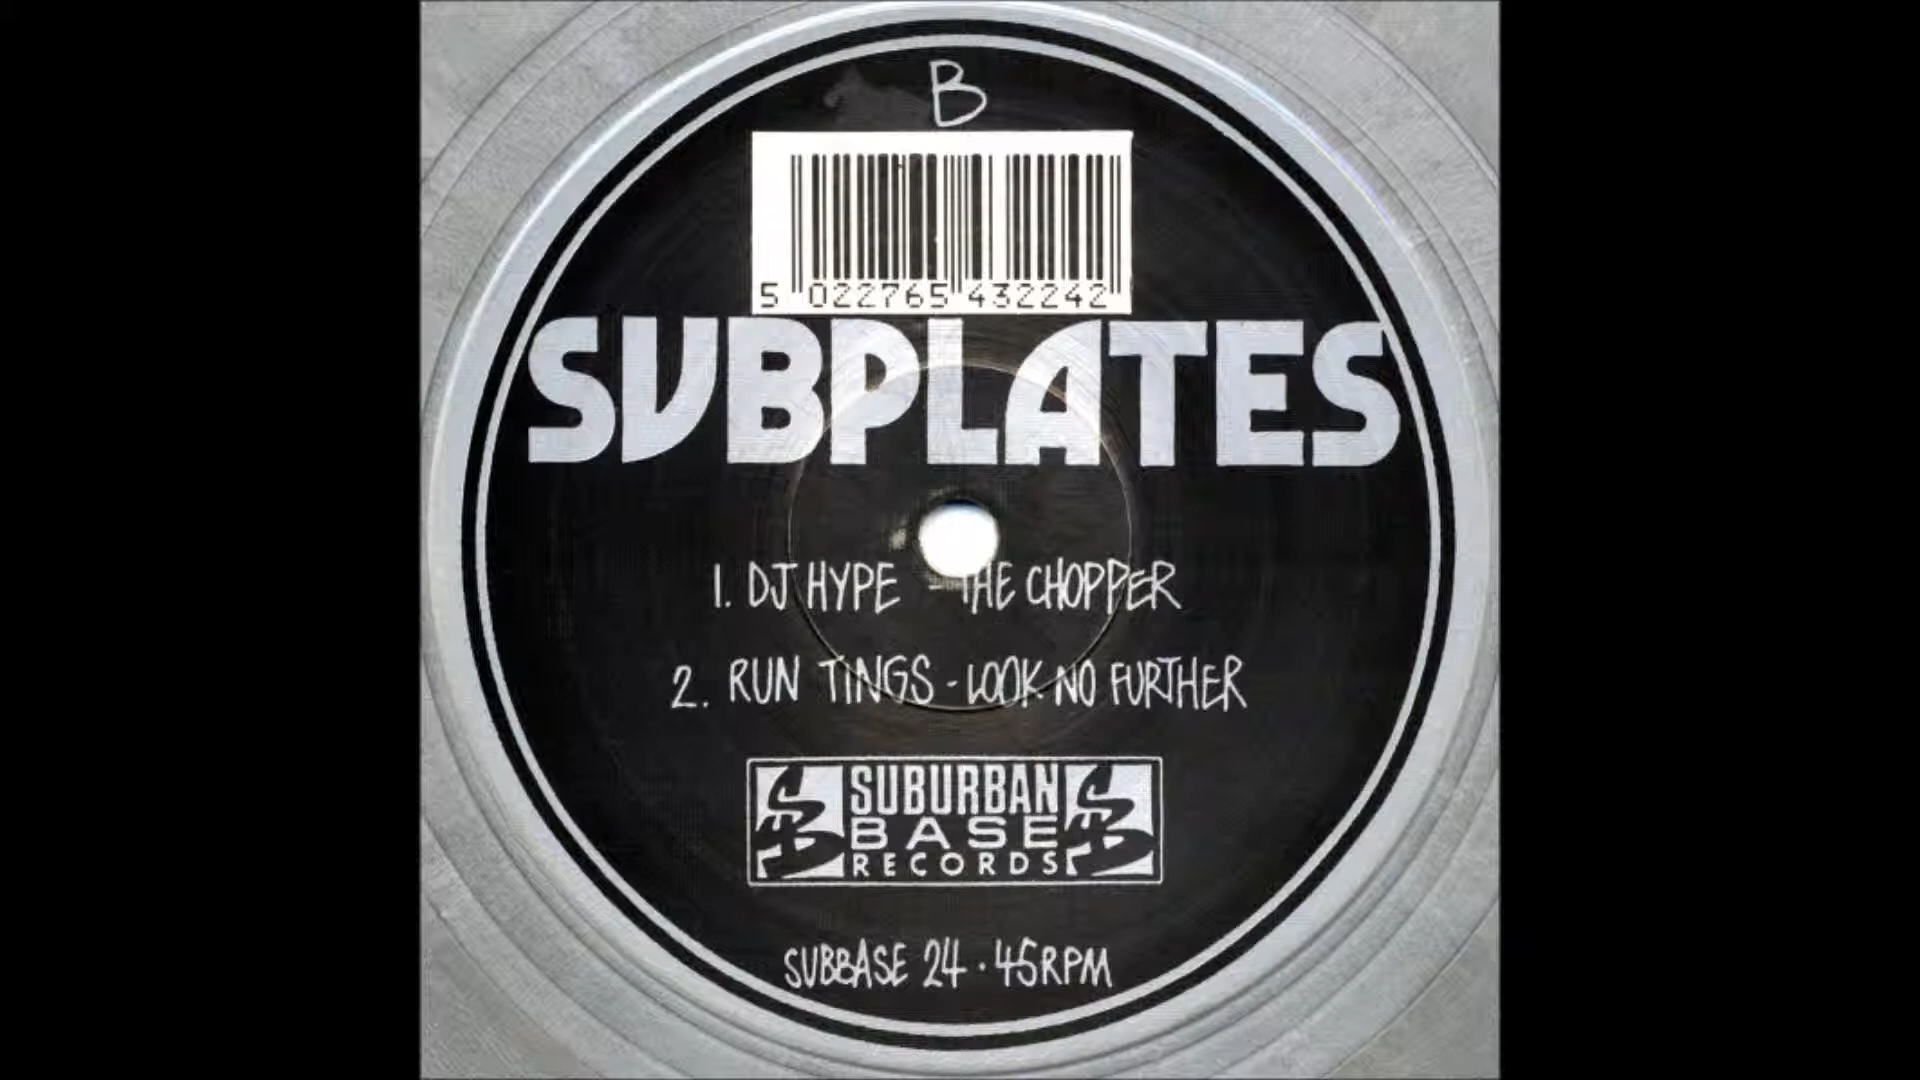 B
5 022765 432242
SUBPLATES
1. DJ HYPE - THE CHOPPER
2. RUN TINGS - LOOK NO FURTHER
SUBURBAN
BASE
RECORDS
SUBBASE 24 · 45RPM